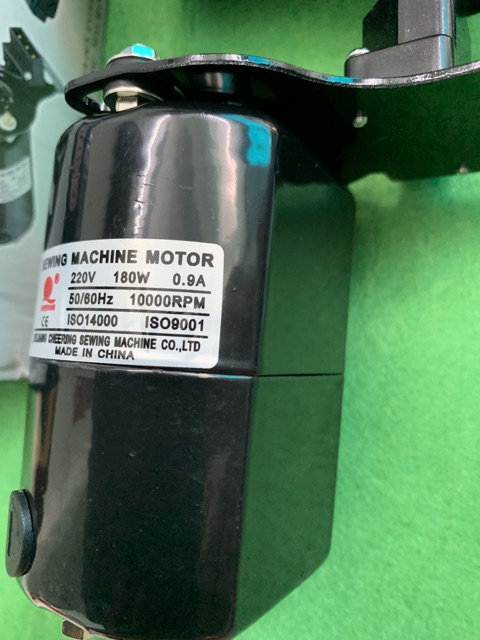 SEWING MACHINE MOTOR
220V 180W 0.9A
50/60Hz 10000RPM
CE ISO14000 ISO9001
CHEERING SEWING MACHINE CO.,LTD
MADE IN CHINA